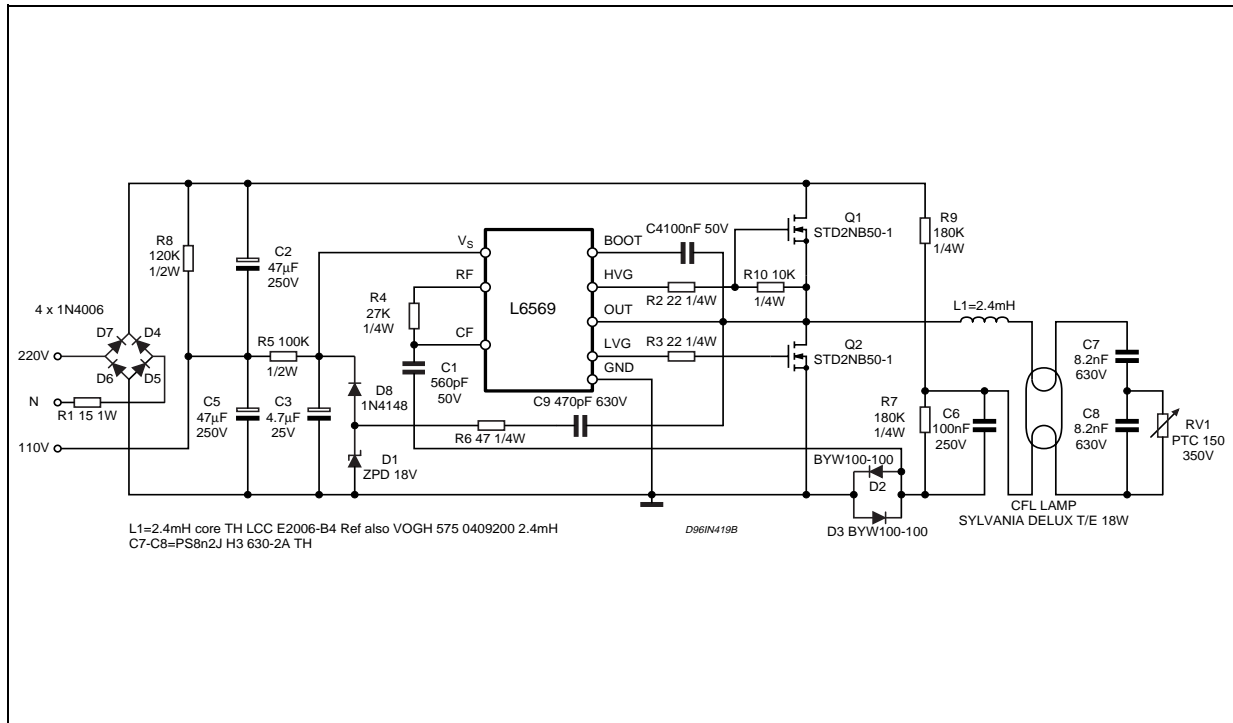 R8
120K
1/2W
C2
47µF
250V
VS
RF
CF
L6569
BOOT
HVG
OUT
LVG
GND
C4100nF 50V
Q1
STD2NB50-1
R9
180K
1/4W
R10 10K
1/4W
R2 22 1/4W
R4
27K
1/4W
L1=2.4mH
4 x 1N4006
D7
D4
D6
D5
220V
N
R1 15 1W
110V
R5 100K
1/2W
C5
47µF
250V
C3
4.7µF
25V
D8
1N4148
C1
560pF
50V
R3 22 1/4W
Q2
STD2NB50-1
C9 470pF 630V
R6 47 1/4W
D1
ZPD 18V
R7
180K
1/4W
C6
100nF
250V
C7
8.2nF
630V
C8
8.2nF
630V
RV1
PTC 150
350V
BYW100-100
D2
D3 BYW100-100
CFL LAMP
SYLVANIA DELUX T/E 18W
L1=2.4mH core TH LCC E2006-B4 Ref also VOGH 575 0409200 2.4mH
C7-C8=PS8n2J H3 630-2A TH
D96IN419B